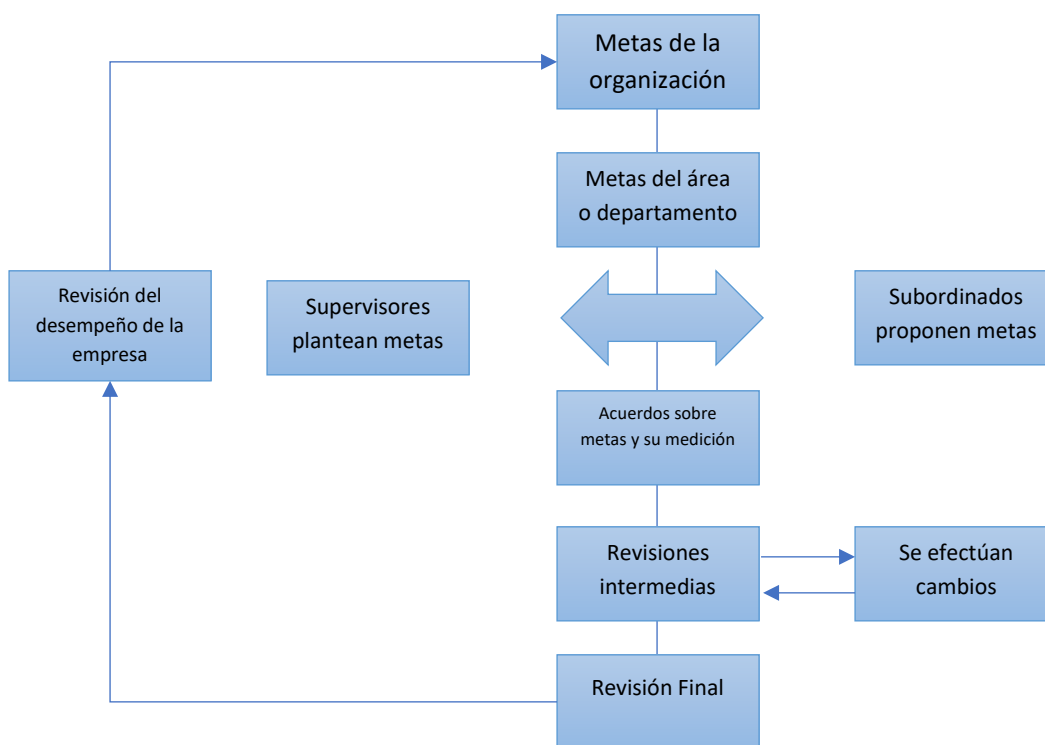 Metas de la
organización
Metas del área
o departamento
Revisión del
desempeño de la
empresa
Supervisores
plantean metas
Subordinados
proponen metas
Acuerdos sobre
metas y su medición
Revisiones
intermedias
Se efectúan
cambios
Revisión Final